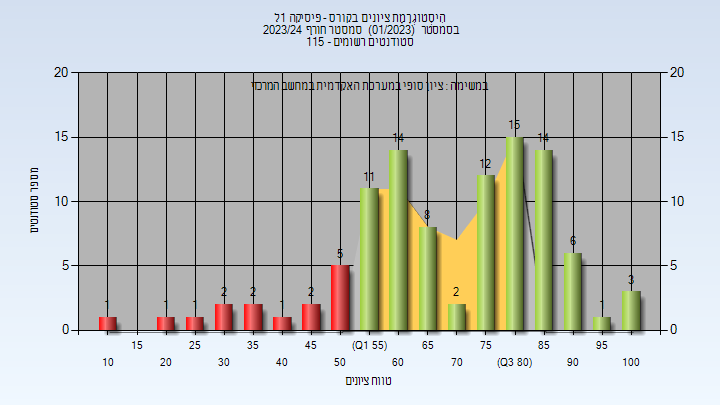 היסטוגרמת ציונים בקורס - פיסיקה 1ל
בסמסטר (01/2023) סמסטר חורף 2023/24
סטודנטים רשומים - 115
במשימה : ציון סופי במערכת האקדמית במחשב המרכזי
מספר סטודנטים
20
15
10
5
0
20
15
10
5
0
1 1 1 2 2 1 2 5 11 14 8 2 12 15 14 6 1 3
15 25 35 45 (Q1 55) 65 75 85 95
10 20 30 40 50 60 70 (Q3 80) 90 100
טווח ציונים